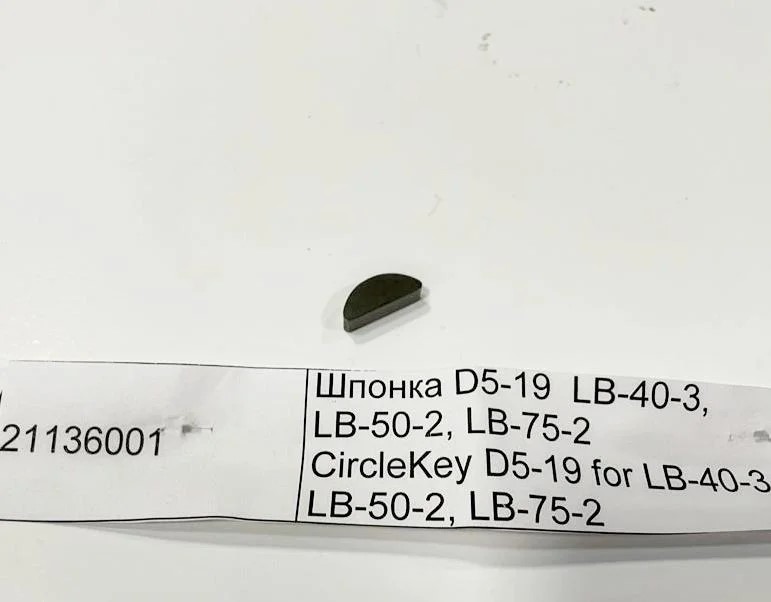 21136001
Шпонка D5-19 LB-40-3,
LB-50-2, LB-75-2
CircleKey D5-19 for LB-40-3
LB-50-2, LB-75-2